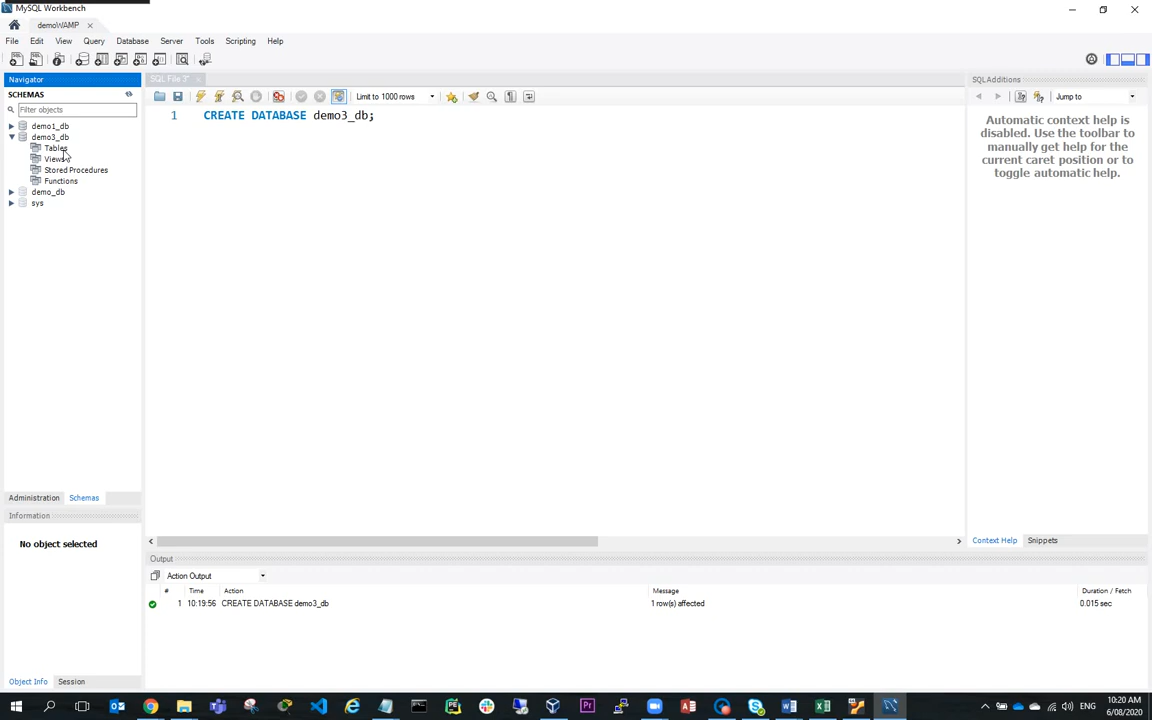 MySQL Workbench
demoWAMP
File Edit View Query Database Server Tools Scripting Help
Navigator
SCHEMAS
Filter objects
demo1_db
demo3_db
Tables
Views
Stored Procedures
Functions
demo_db
sys
Administration Schemas
Information
No object selected
Object Info Session
SQL File 3*
Limit to 1000 rows
1 CREATE DATABASE demo3_db;
Output
Action Output
# Time Action Message Duration / Fetch
1 10:19:56 CREATE DATABASE demo3_db 1 row(s) affected 0.015 sec
SQLAdditions
Jump to
Automatic context help is
disabled. Use the toolbar to
manually get help for the
current caret position or to
toggle automatic help.
Context Help Snippets
ENG
10:20 AM
6/08/2020